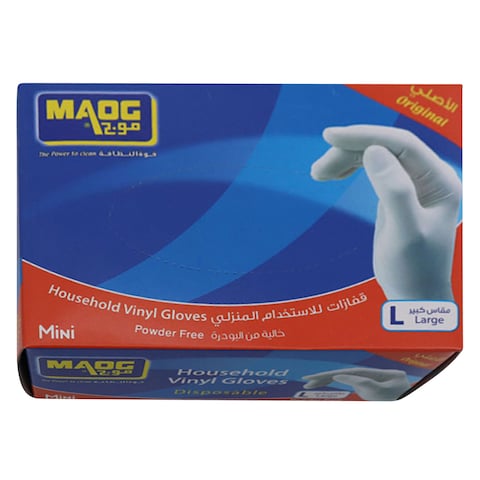 MAOG
موج
The Power to clean قوة النظافة
الأصلي
Original
Household Vinyl Gloves قفازات للاستخدام المنزلي
Powder Free خالية من البودرة
Mini
L مقاس كبير
Large
MAOG
موج
Household
Vinyl Gloves
Disposable
Mini
L
Large